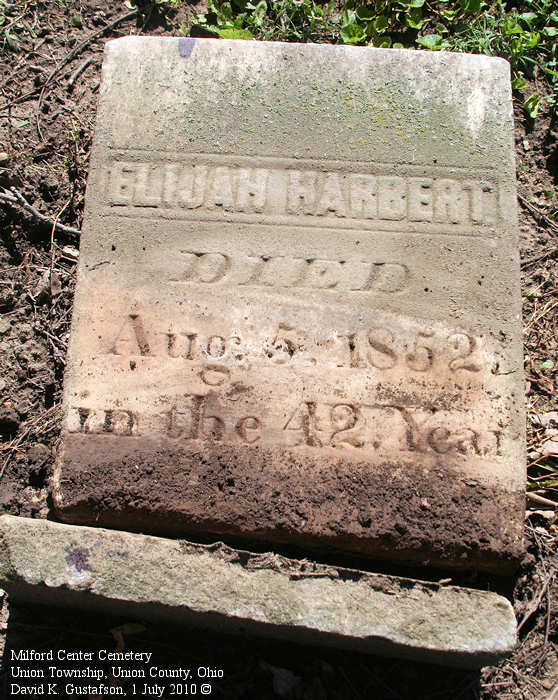 ELIJAH HARBERT
DIED
Aug. 5. 1852.
in the 42. Year
Milford Center Cemetery
Union Township, Union County, Ohio
David K. Gustafson, 1 July 2010 ©